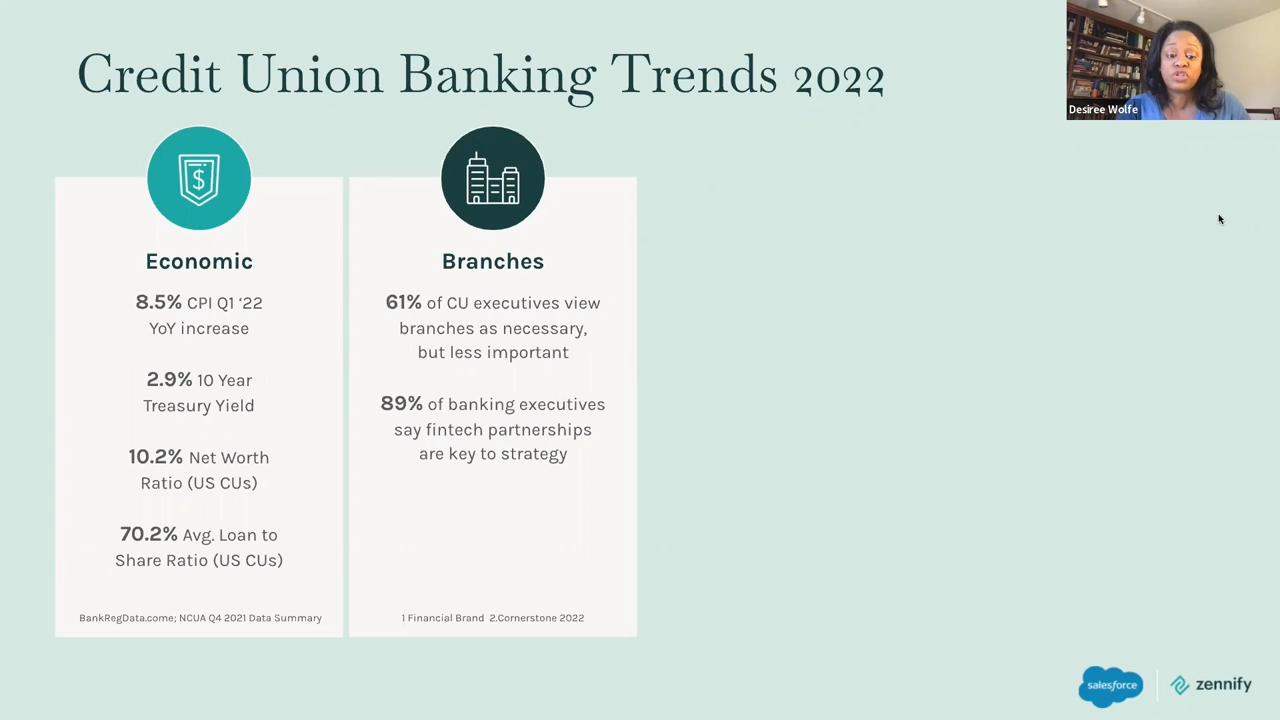 Credit Union Banking Trends 2022
Desiree Wolfe
$
Economic
8.5% CPI Q1 ‘22
YoY increase
2.9% 10 Year
Treasury Yield
10.2% Net Worth
Ratio (US CUs)
70.2% Avg. Loan to
Share Ratio (US CUs)
BankRegData.come; NCUA Q4 2021 Data Summary
Branches
61% of CU executives view
branches as necessary,
but less important
89% of banking executives
say fintech partnerships
are key to strategy
1 Financial Brand 2.Cornerstone 2022
salesforce
zennify